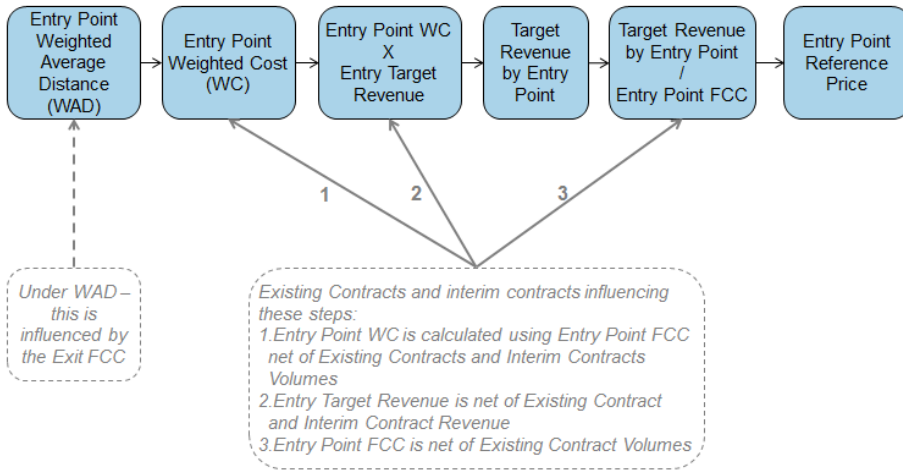 Entry Point
Weighted
Average
Distance
(WAD)
Entry Point
Weighted Cost
(WC)
Entry Point WC
X
Entry Target
Revenue
Target
Revenue
by Entry
Point
Target Revenue
by Entry Point
/
Entry Point FCC
Entry Point
Reference
Price
1
2
3
Under WAD –
this is
influenced by
the Exit FCC
Existing Contracts and interim contracts influencing
these steps:
1.Entry Point WC is calculated using Entry Point FCC
net of Existing Contracts and Interim Contracts
Volumes
2.Entry Target Revenue is net of Existing Contract
and Interim Contract Revenue
3.Entry Point FCC is net of Existing Contract Volumes